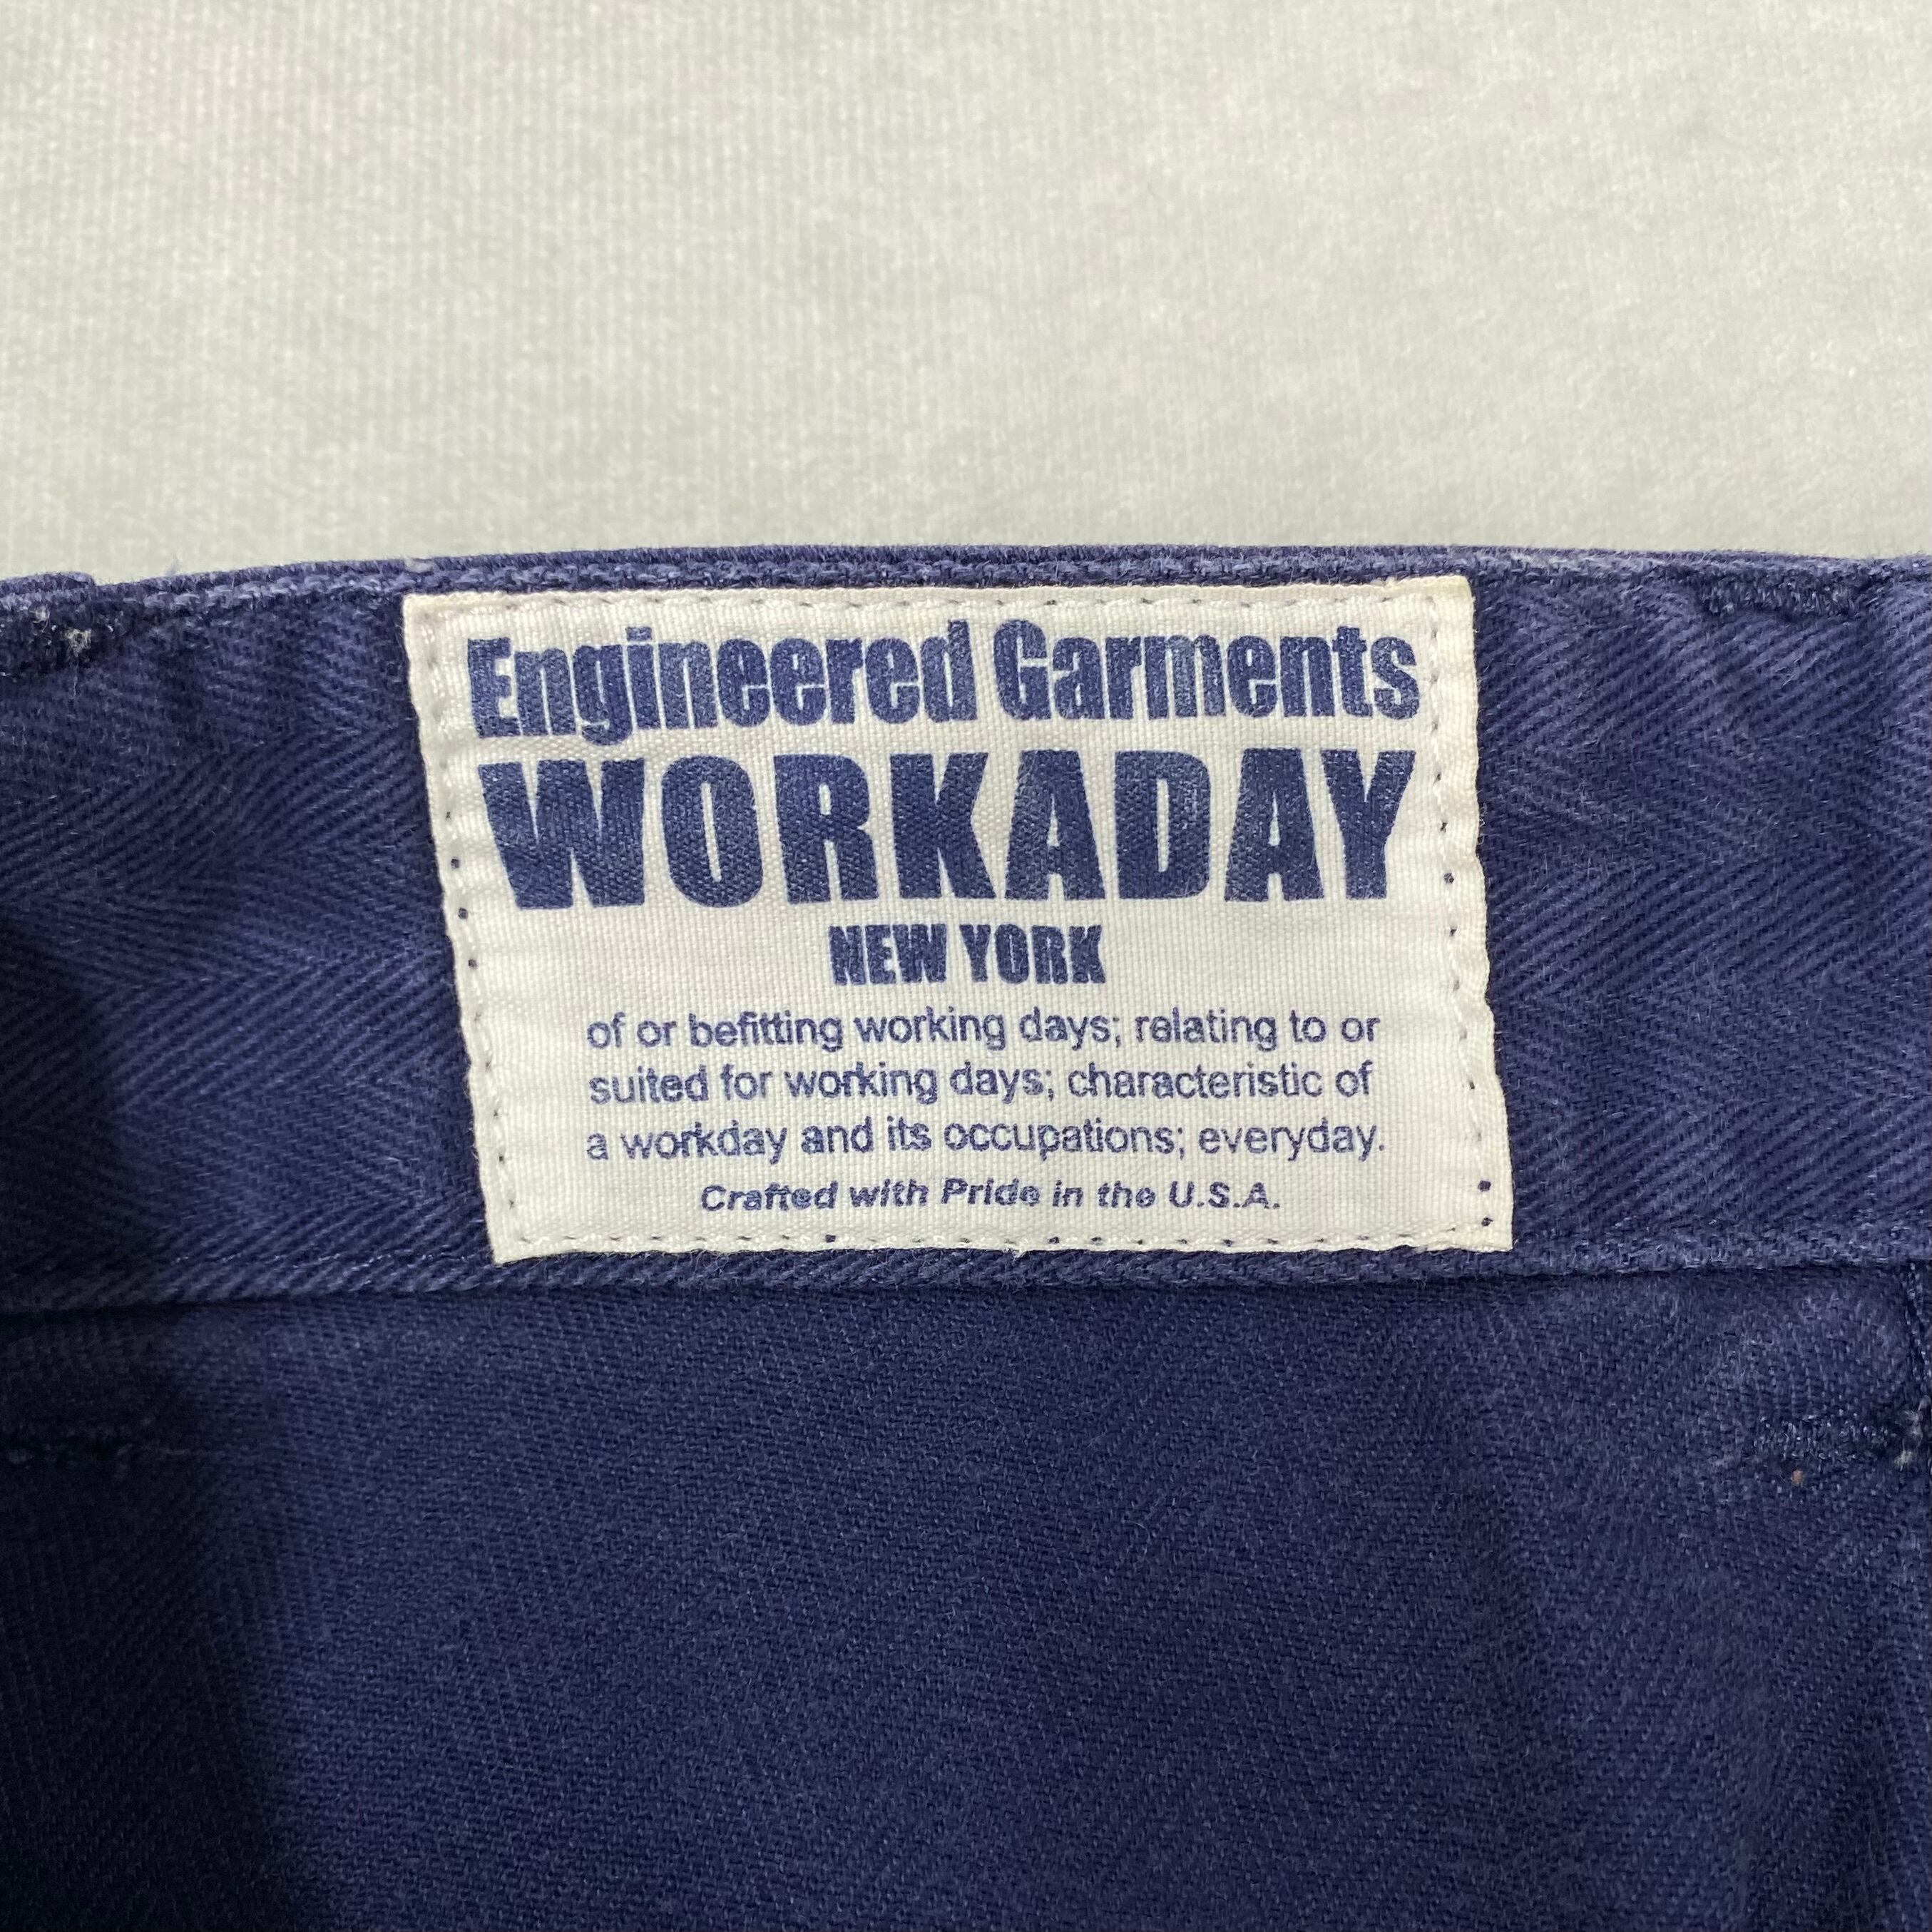 Engineered Garments
WORKADAY
NEW YORK
of or befitting working days; relating to or
suited for working days; characteristic of
a workday and its occupations; everyday.
Crafted with Pride in the U.S.A.